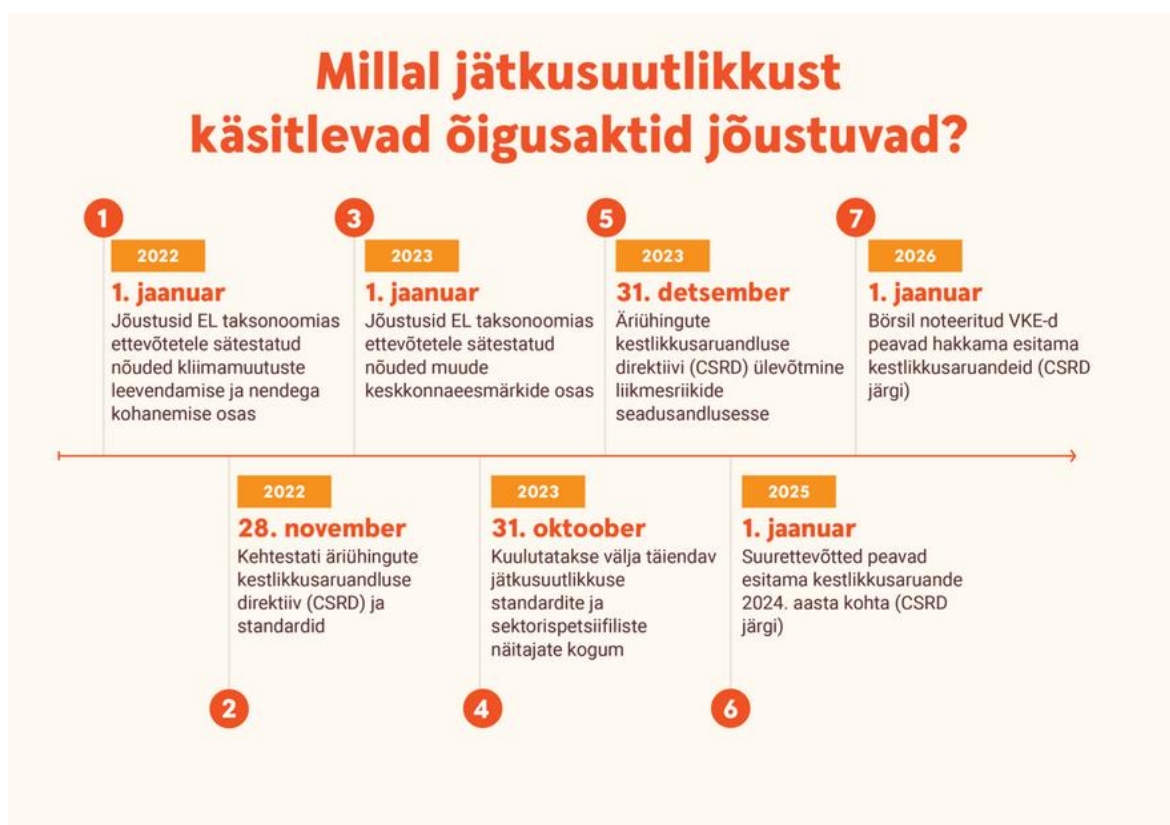 Millal jätkusuutlikkust
käsitlevad õigusaktid jõustuvad?
1
2022
1. jaanuar
Jõustusid EL taksonoomias
ettevõtetele sätestatud
nõuded kliimamuutuste
leevendamise ja nendega
kohanemise osas
3
2023
1. jaanuar
Jõustusid EL taksonoomias
ettevõtetele sätestatud
nõuded muude
keskkonnaeesmärkide osas
5
2023
31. detsember
Äriühingute
kestlikkusaruandluse
direktiivi (CSRD) ülevõtmine
liikmesriikide
seadusandlusesse
7
2026
1. jaanuar
Börsil noteeritud VKE-d
peavad hakkama esitama
kestlikkusaruandeid (CSRD
järgi)
2022
28. november
Kehtestati äriühingute
kestlikkusaruandluse
direktiiv (CSRD) ja
standardid
2
2023
31. oktoober
Kuulutatakse välja täiendav
jätkusuutlikkuse
standardite ja
sektorispetsiifiliste
näitajate kogum
4
2025
1. jaanuar
Suurettevõtted peavad
esitama kestlikkusaruande
2024. aasta kohta (CSRD
järgi)
6